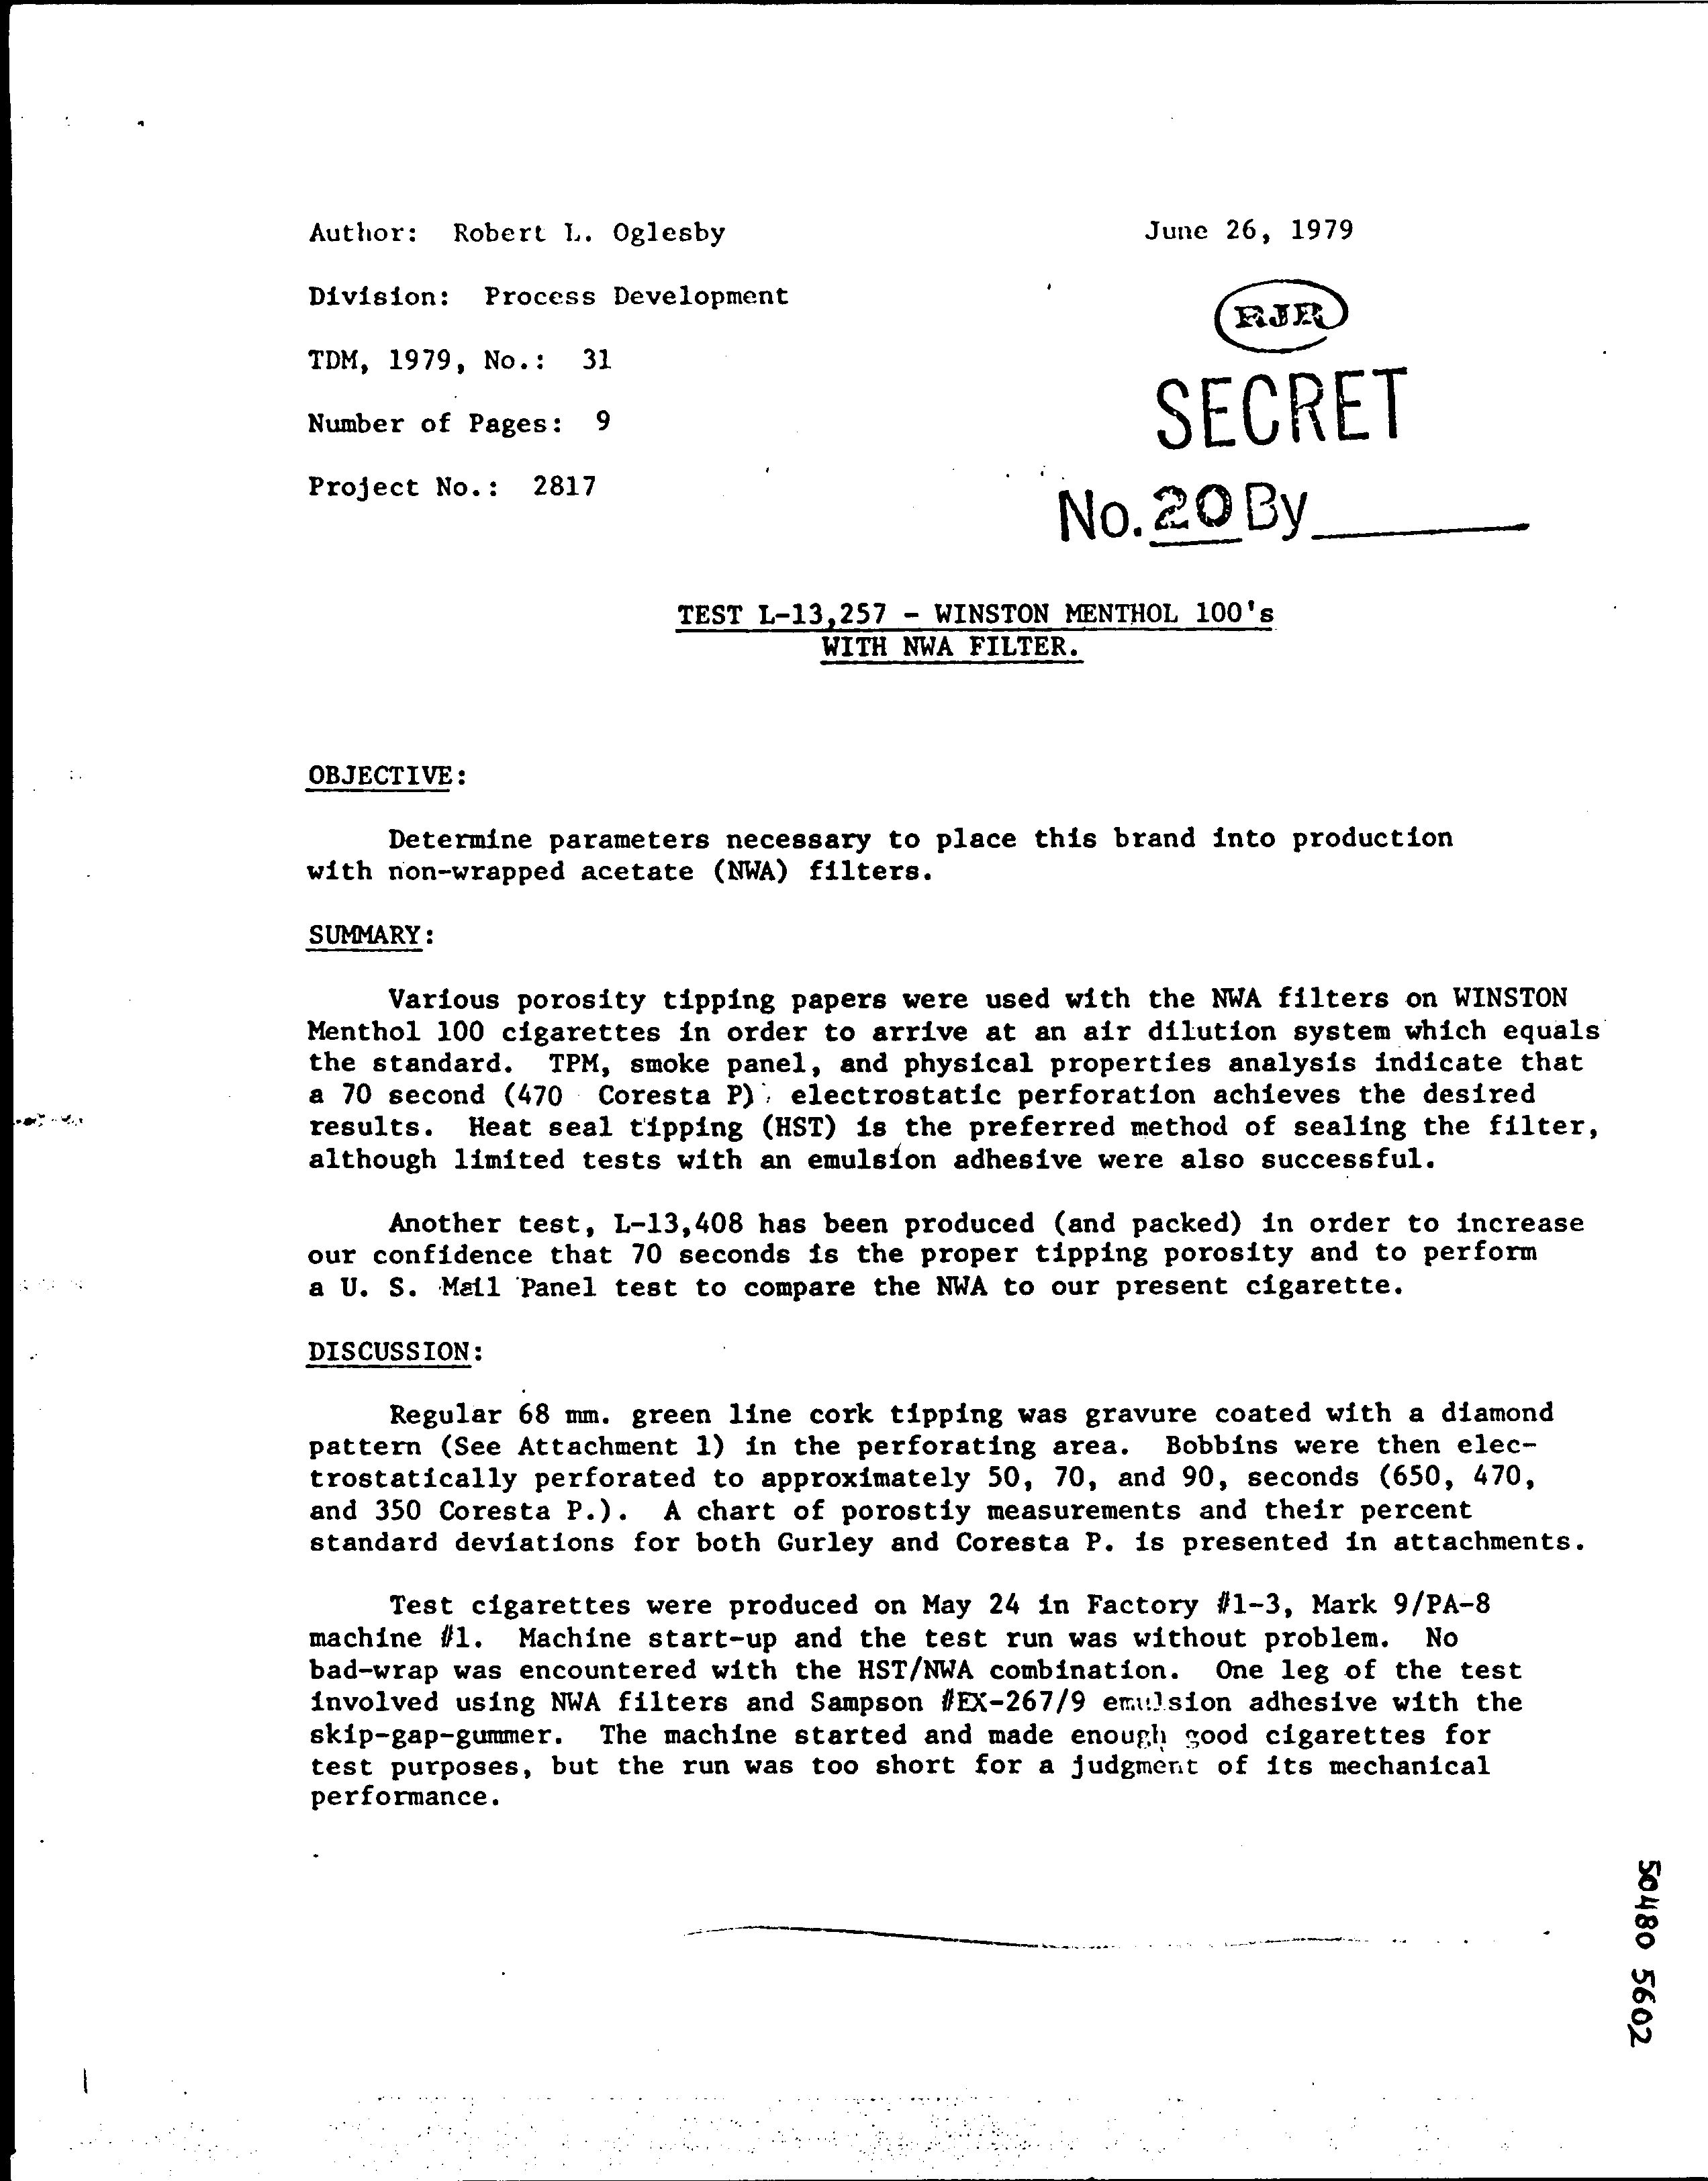 Author: Robert L. Oglesby
June 26, 1979
Division: Process Development
RJR
TDM, 1979, No.: 31
SECRET
Number of Pages: 9
Project No.: 2817
No. 20 By
TEST L-13,257 - WINSTON MENTHOL 100's
WITH NWA FILTER.
OBJECTIVE:
Determine parameters necessary to place this brand into production
with non-wrapped acetate (NWA) filters.
SUMMARY:
Various porosity tipping papers were used with the NWA filters on WINSTON
Menthol 100 cigarettes in order to arrive at an air dilution system which equals
the standard. TPM, smoke panel, and physical properties analysis indicate that
a 70 second (470 Coresta P) electrostatic perforation achieves the desired
results. Heat seal tipping (HST) is the preferred method of sealing the filter,
although limited tests with an emulsion adhesive were also successful.
Another test, L-13,408 has been produced (and packed) in order to increase
our confidence that 70 seconds is the proper tipping porosity and to perform
a U. S. Mail Panel test to compare the NWA to our present cigarette.
DISCUSSION:
Regular 68 mm. green line cork tipping was gravure coated with a diamond
pattern (See Attachment 1) in the perforating area. Bobbins were then elec-
trostatically perforated to approximately 50, 70, and 90, seconds (650, 470,
and 350 Coresta P.). A chart of porostiy measurements and their percent
standard deviations for both Gurley and Coresta P. is presented in attachments.
Test cigarettes were produced on May 24 in Factory #1-3, Mark 9/PA-8
machine #1. Machine start-up and the test run was without problem. No
bad-wrap was encountered with the HST/NWA combination. One leg of the test
involved using NWA filters and Sampson #EX-267/9 emulsion adhesive with the
skip-gap-gummer. The machine started and made enough good cigarettes for
test purposes, but the run was too short for a judgment of its mechanical
performance.
50480 5602